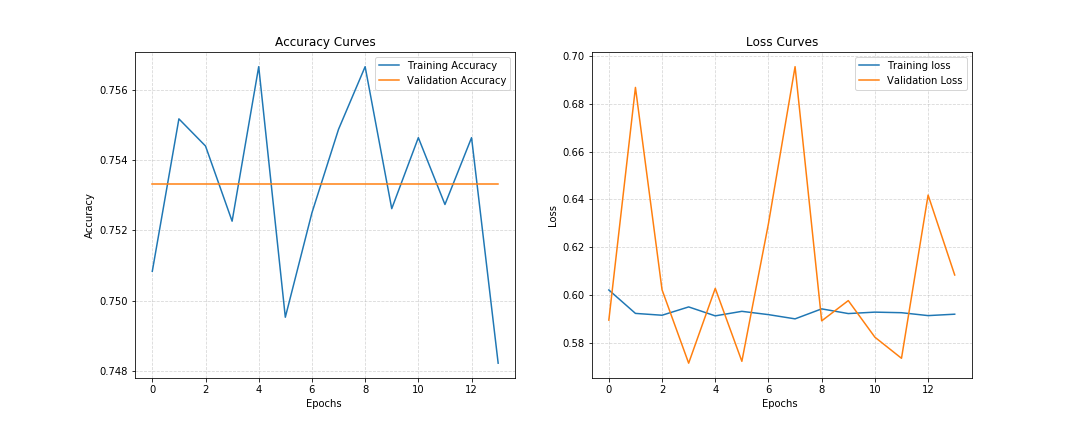 Accuracy Curves
Training Accuracy
Validation Accuracy
0.756
0.754
0.752
0.750
0.748
Accuracy
0 2 4 6 8 10 12
Epochs
Loss Curves
Training loss
Validation Loss
0.70
0.68
0.66
0.64
0.62
0.60
0.58
Loss
0 2 4 6 8 10 12
Epochs